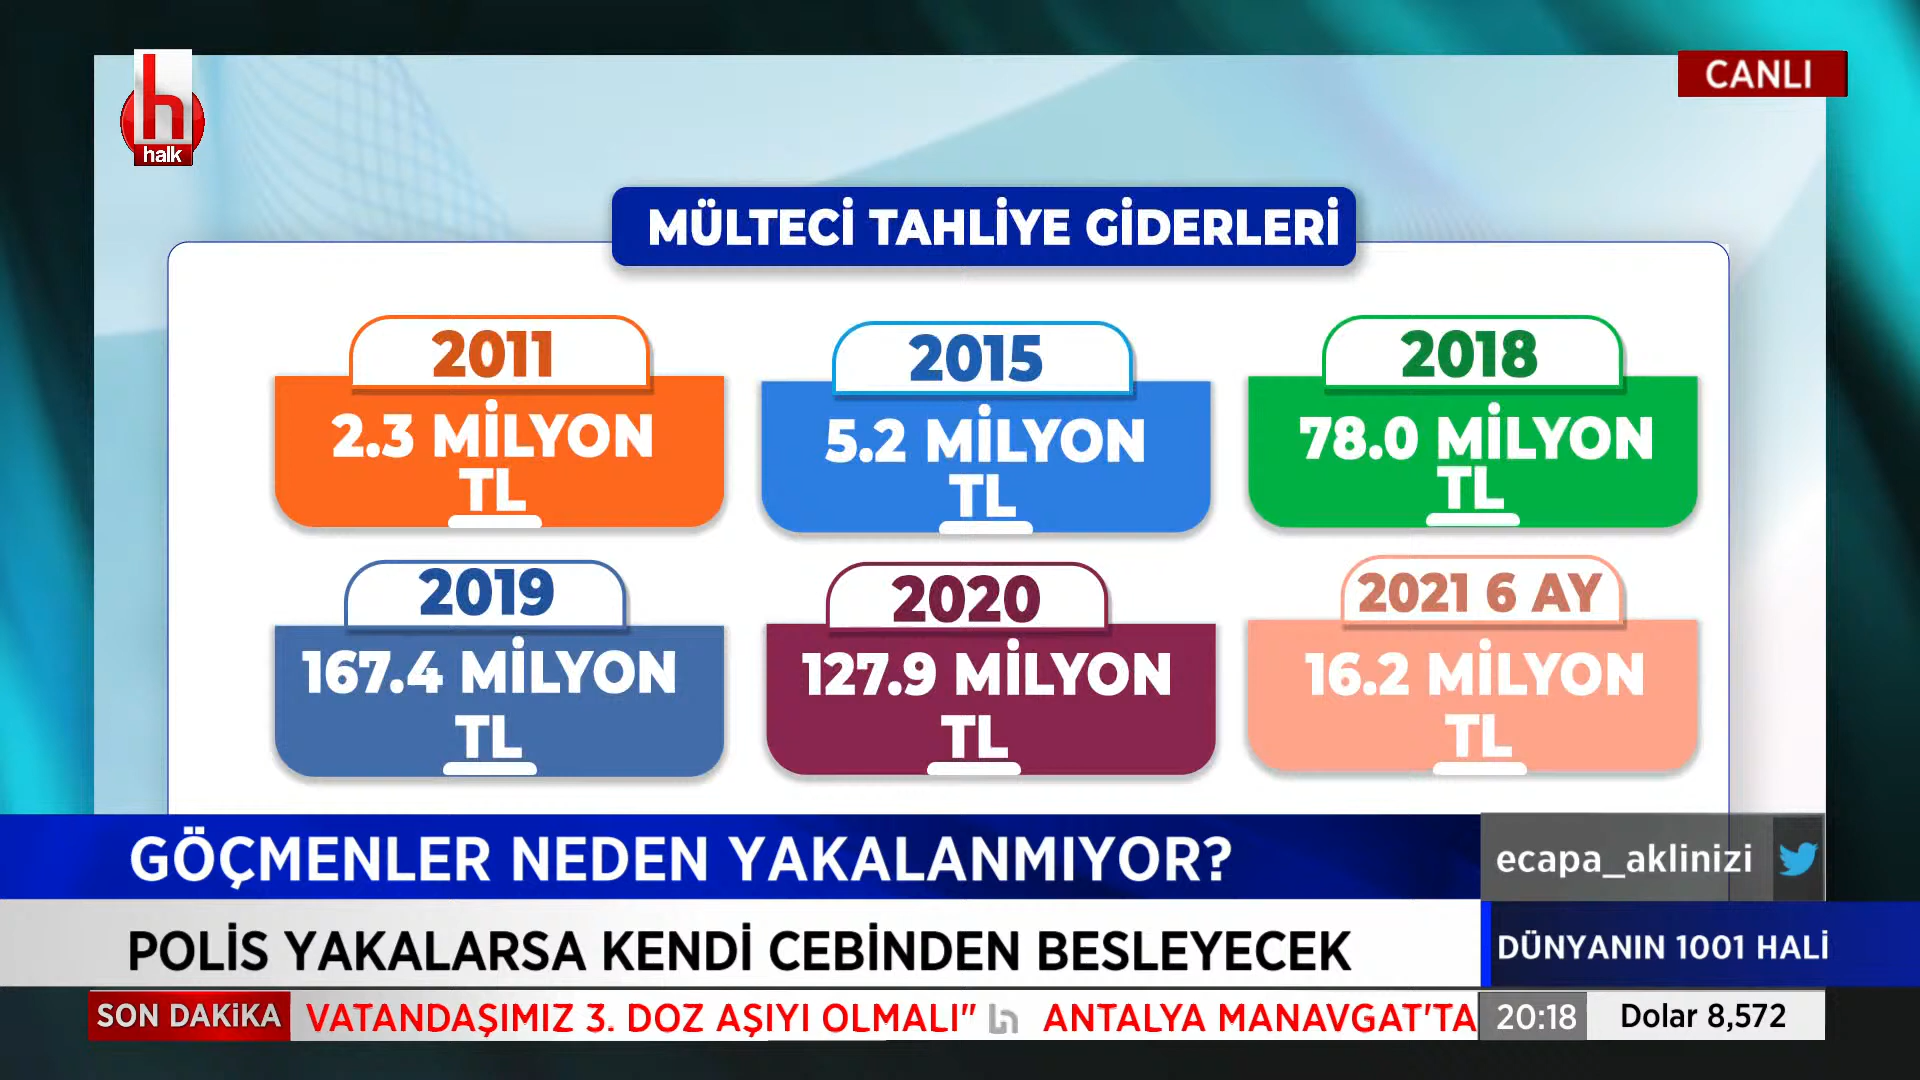 h
halk
CANLI
MÜLTECİ TAHLİYE GİDERLERİ
2011
2.3 MİLYON
TL
2015
5.2 MİLYON
TL
2018
78.0 MİLYON
TL
2019
167.4 MİLYON
TL
2020
127.9 MİLYON
TL
2021 6 AY
16.2 MİLYON
TL
GÖÇMENLER NEDEN YAKALANMIYOR?
ecapa_aklinizi
POLİS YAKALARSA KENDİ CEBİNDEN BESLEYECEK
DÜNYANIN 1001 HALİ
SON DAKİKA VATANDAŞIMIZ 3. DOZ AŞIYI OLMALI" h ANTALYA MANAVGAT'TA 20:18 Dolar 8,572